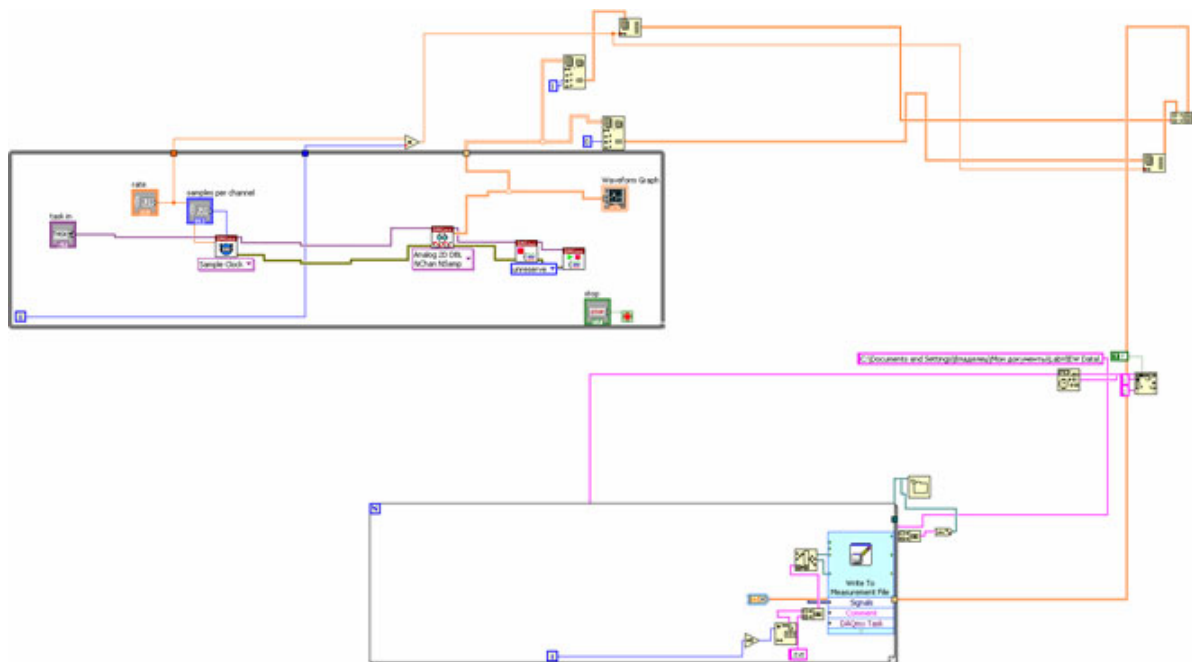 Waveform Graph
rate
samples per channel
task in
Sample Clock
Analog 2D DBL
NChan NSamp
unreserve
stop
C:\Documents and Settings\Владелец\Мои документы\LabVIEW Data\
N
Write To
Measurement File
Signals
Comment
DAQmx Task
i